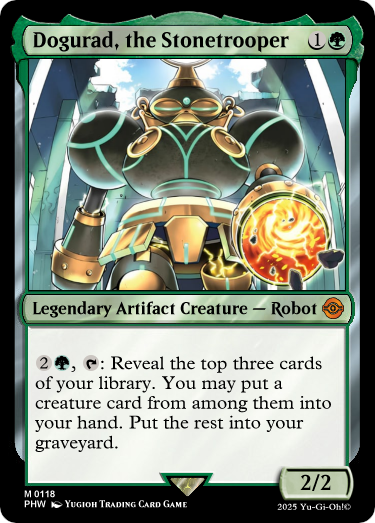 Dogurad, the Stonetrooper 1
Legendary Artifact Creature — Robot
2, : Reveal the top three cards
of your library. You may put a
creature card from among them into
your hand. Put the rest into your
graveyard.
2/2
M 0118
PHW Yugioh Trading Card Game
2025 Yu-Gi-Oh!©